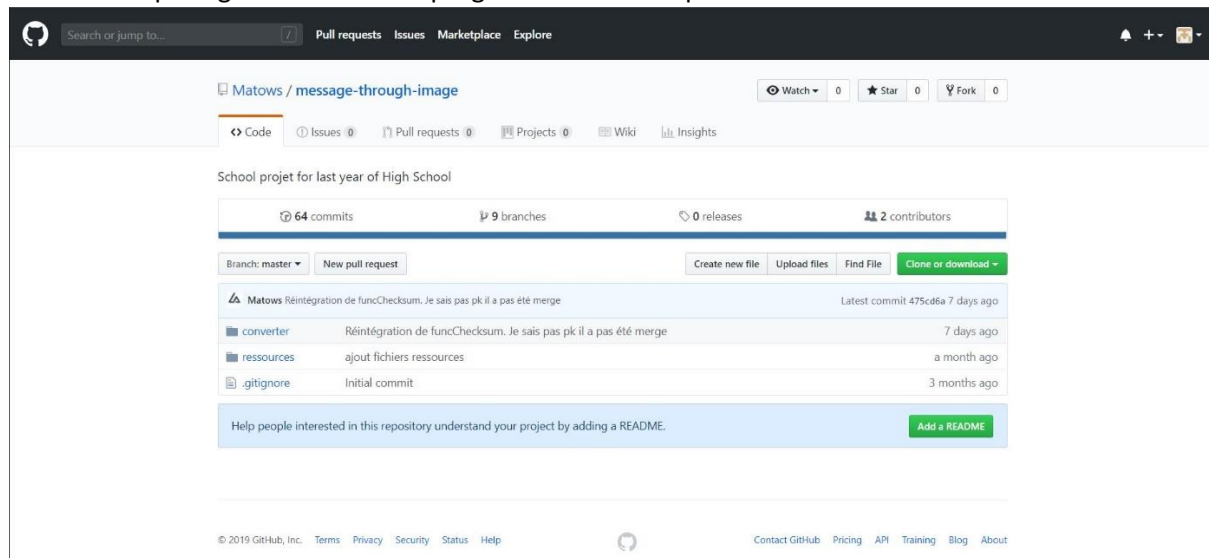 Search or jump to... / Pull requests Issues Marketplace Explore
Matows / message-through-image Watch 0 Star 0 Fork 0
Code Issues 0 Pull requests 0 Projects 0 Wiki Insights
School projet for last year of High School
64 commits 9 branches 0 releases 2 contributors
Branch: master New pull request Create new file Upload files Find File Clone or download
Matows Réintégration de funcChecksum. Je sais pas pk il a pas été merge Latest commit 475cd6a 7 days ago
converter Réintégration de funcChecksum. Je sais pas pk il a pas été merge 7 days ago
ressources ajout fichiers ressources a month ago
.gitignore Initial commit 3 months ago
Help people interested in this repository understand your project by adding a README. Add a README
© 2019 GitHub, Inc. Terms Privacy Security Status Help Contact GitHub Pricing API Training Blog About